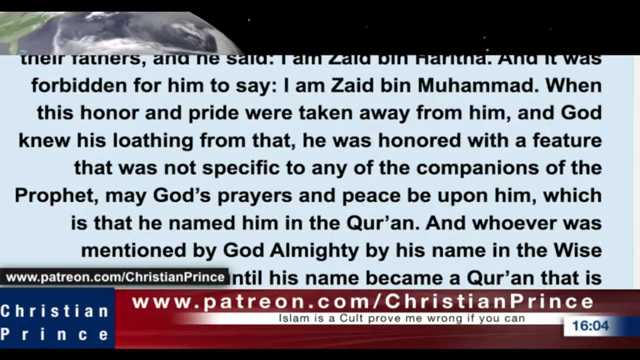 their fathers, and he said: I am Zaid bin Haritha. And it was
forbidden for him to say: I am Zaid bin Muhammad. When
this honor and pride were taken away from him, and God
knew his loathing from that, he was honored with a feature
that was not specific to any of the companions of the
Prophet, may God's prayers and peace be upon him, which
is that he named him in the Qur'an. And whoever was
mentioned by God Almighty by his name in the Wise
www.patreon.com/ChristianPrince
until his name became a Qur'an that is
Christian
Prince
www.patreon.com/ChristianPrince
Islam is a Cult prove me wrong if you can
16:04